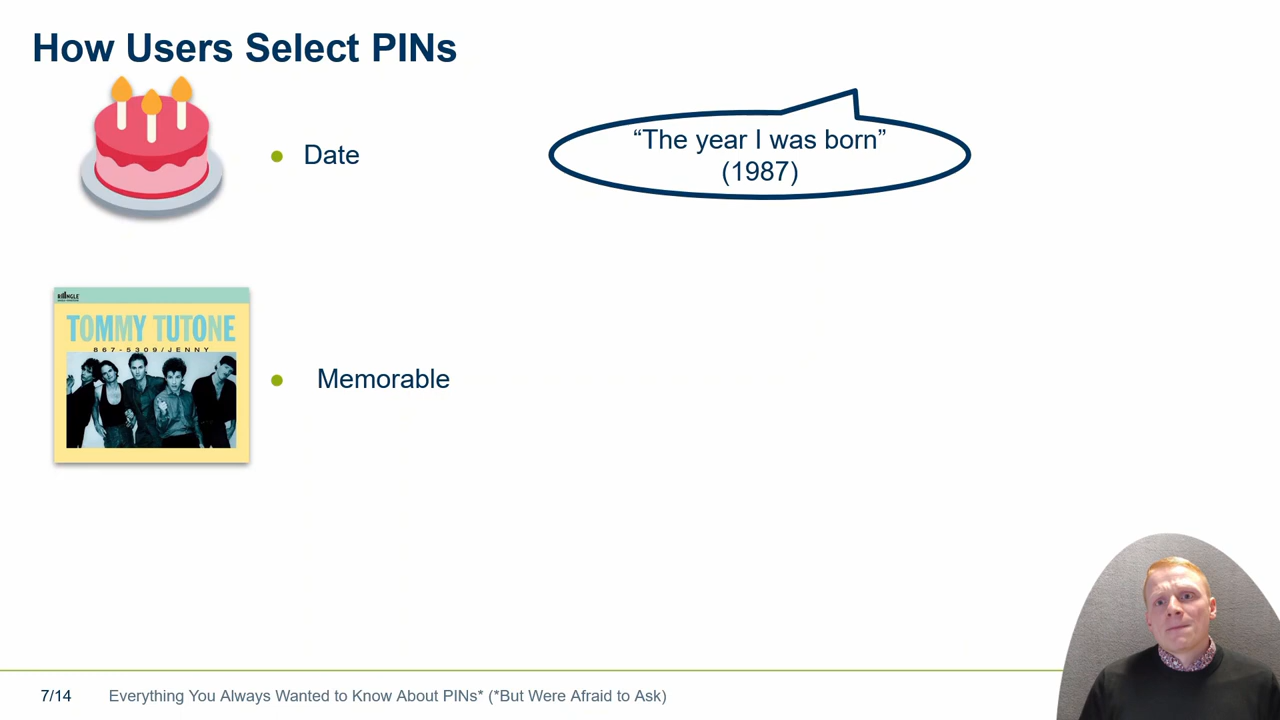 How Users Select PINs
Date
“The year I was born”
(1987)
TOMMY TUTONE
867-5309/JENNY
Memorable
7/14
Everything You Always Wanted to Know About PINs* (*But Were Afraid to Ask)